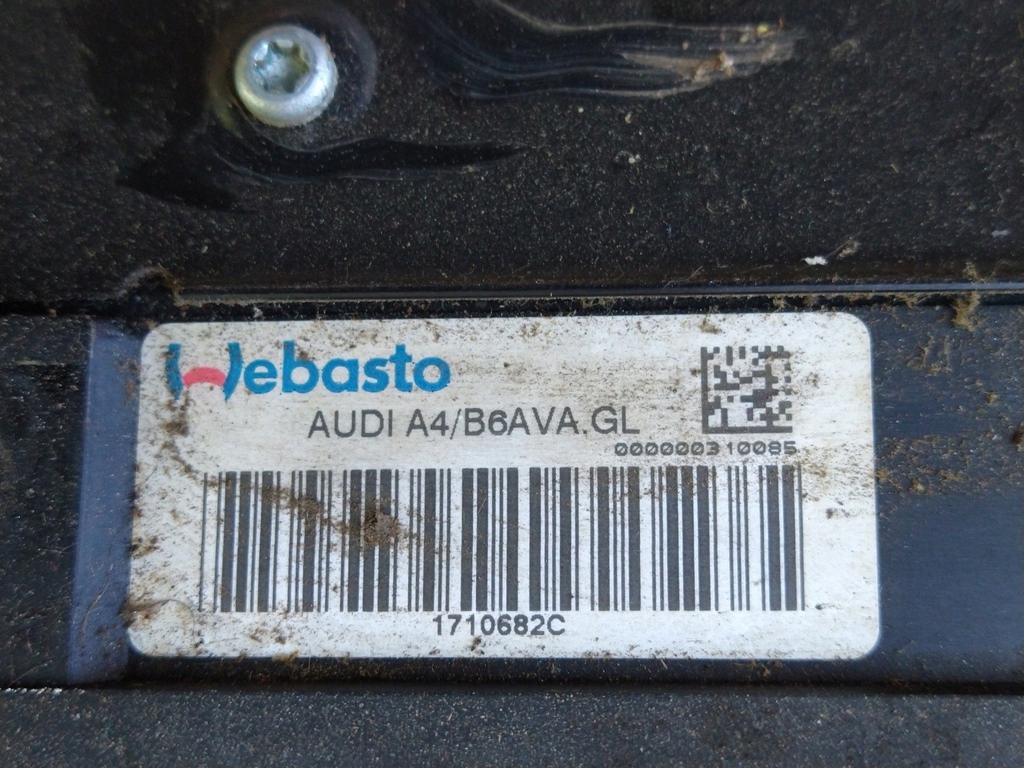 Webasto
AUDI A4/B6AVA.GL
000000310085
1710682C